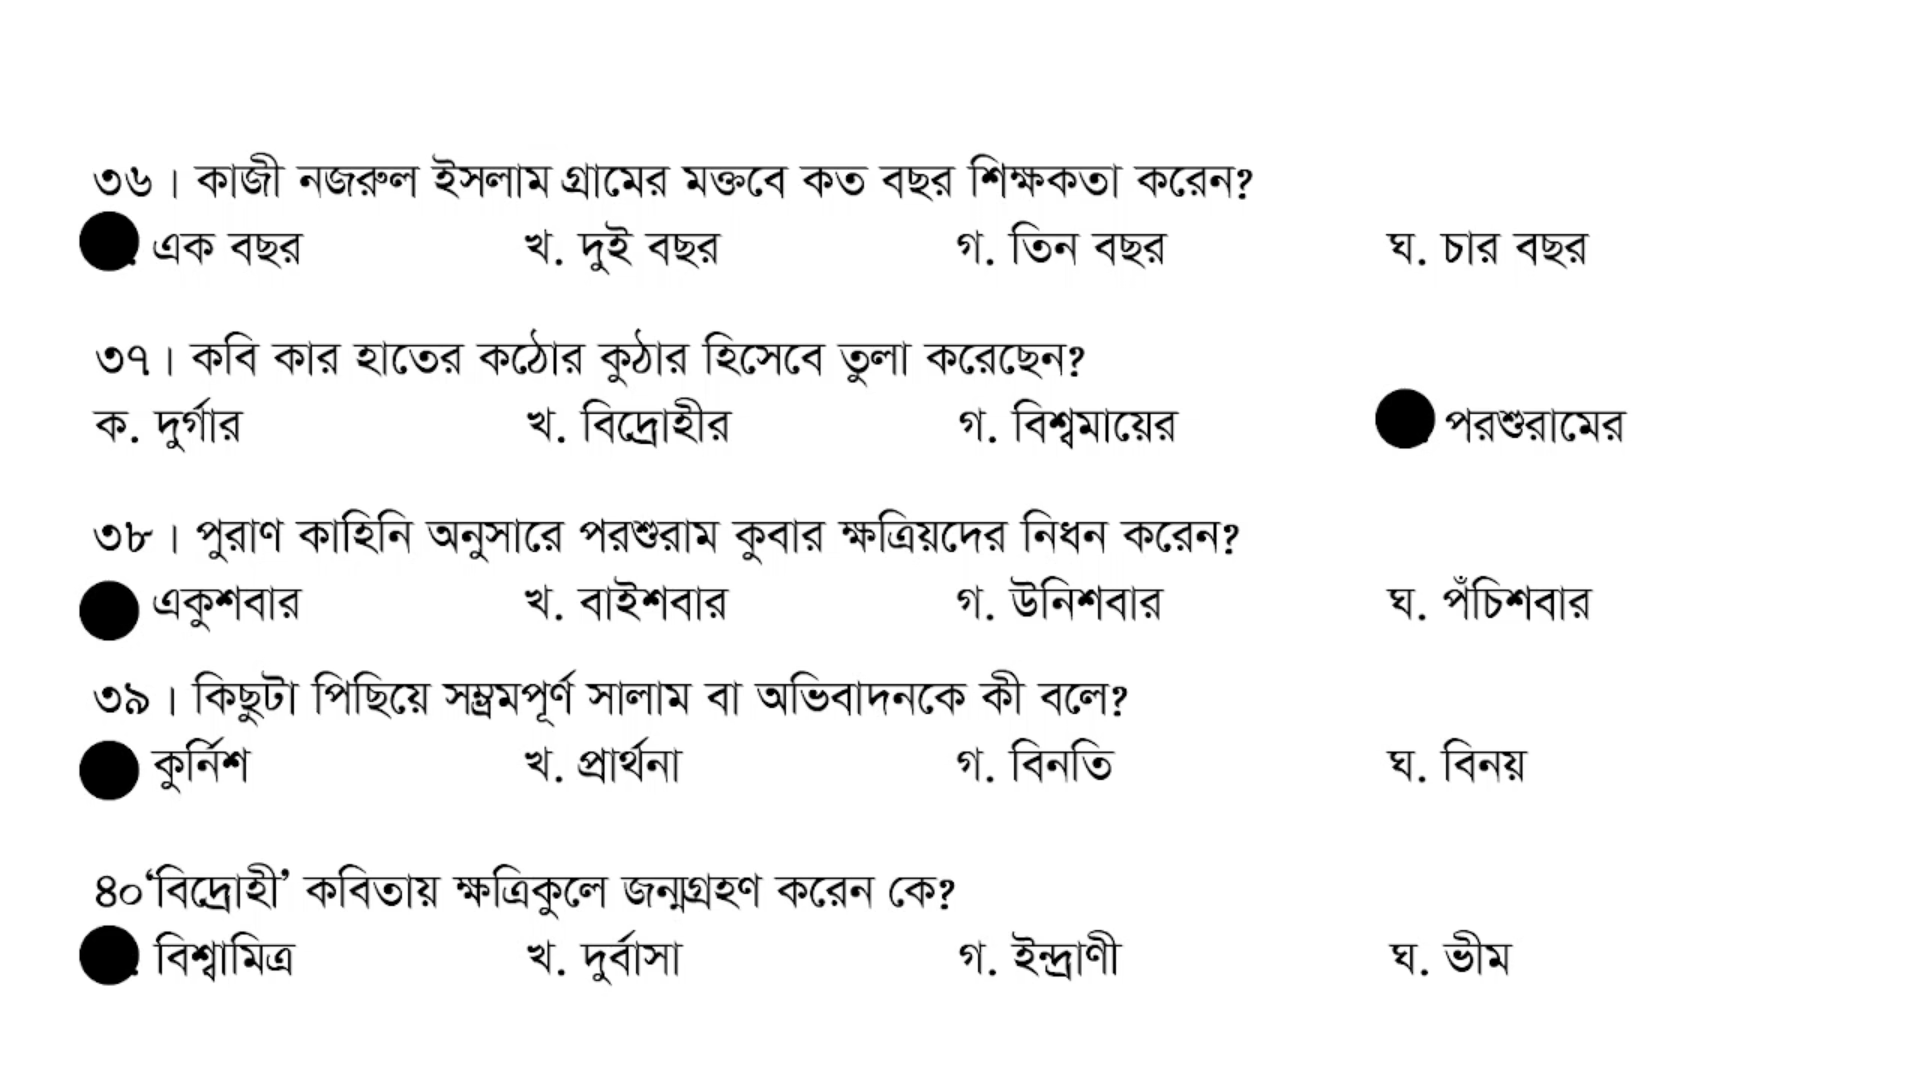 ৩৬। কাজী নজরুল ইসলাম গ্রামের মক্তবে কত বছর শিক্ষকতা করেন?
এক বছর খ. দুই বছর গ. তিন বছর ঘ. চার বছর
৩৭। কবি কার হাতের কঠোর কুঠার হিসেবে তুলা করেছেন?
ক. দুর্গার খ. বিদ্রোহীর গ. বিশ্বমায়ের পরশুরামের
৩৮। পুরাণ কাহিনি অনুসারে পরশুরাম কুবার ক্ষত্রিয়দের নিধন করেন?
একুশবার খ. বাইশবার গ. উনিশবার ঘ. পঁচিশবার
৩৯। কিছুটা পিছিয়ে সম্ভ্রমপূর্ণ সালাম বা অভিবাদনকে কী বলে?
কুর্নিশ খ. প্রার্থনা গ. বিনতি ঘ. বিনয়
৪০‘বিদ্রোহী’ কবিতায় ক্ষত্রিকুলে জন্মগ্রহণ করেন কে?
বিশ্বামিত্র খ. দুর্বাসা গ. ইন্দ্রাণী ঘ. ভীম